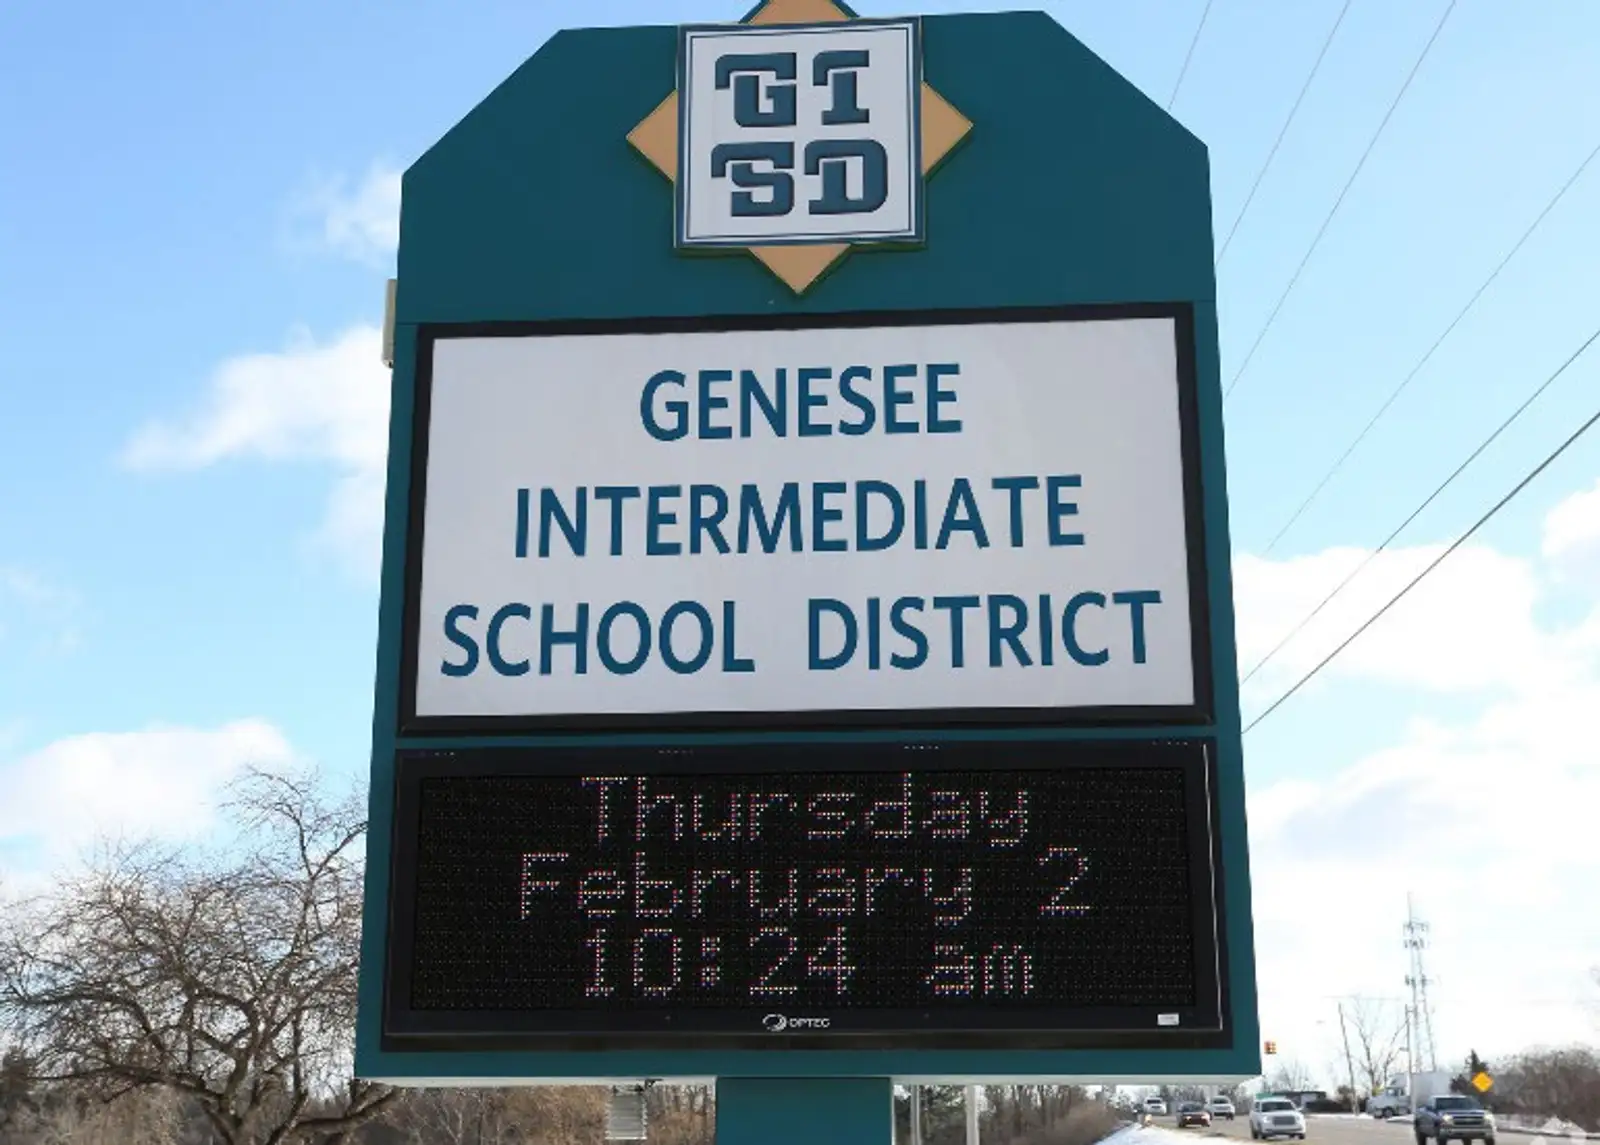 GI
SD
GENESEE
INTERMEDIATE
SCHOOL DISTRICT
Thursday
February 2
10:24 am
OPTEC